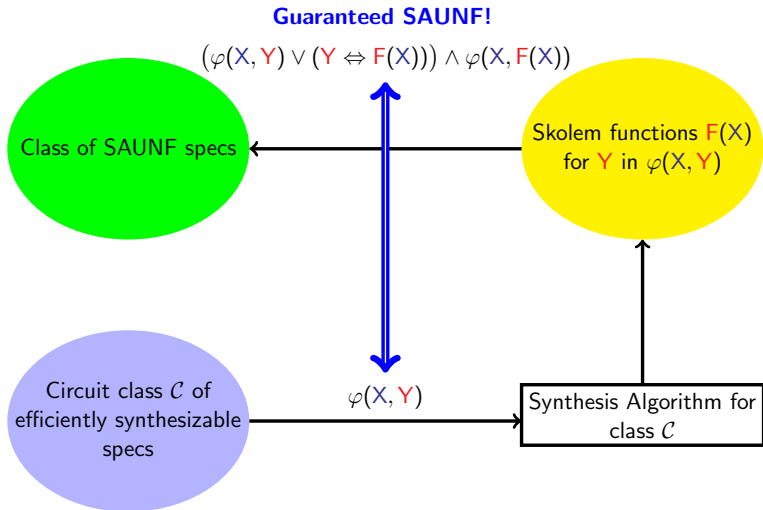 Guaranteed SAUNF!
(φ(X, Y) ∨ (Y ⇔ F(X))) ∧ φ(X, F(X))
Class of SAUNF specs
Skolem functions F(X)
for Y in φ(X, Y)
Circuit class C of
efficiently synthesizable
specs
φ(X, Y)
Synthesis Algorithm for
class C